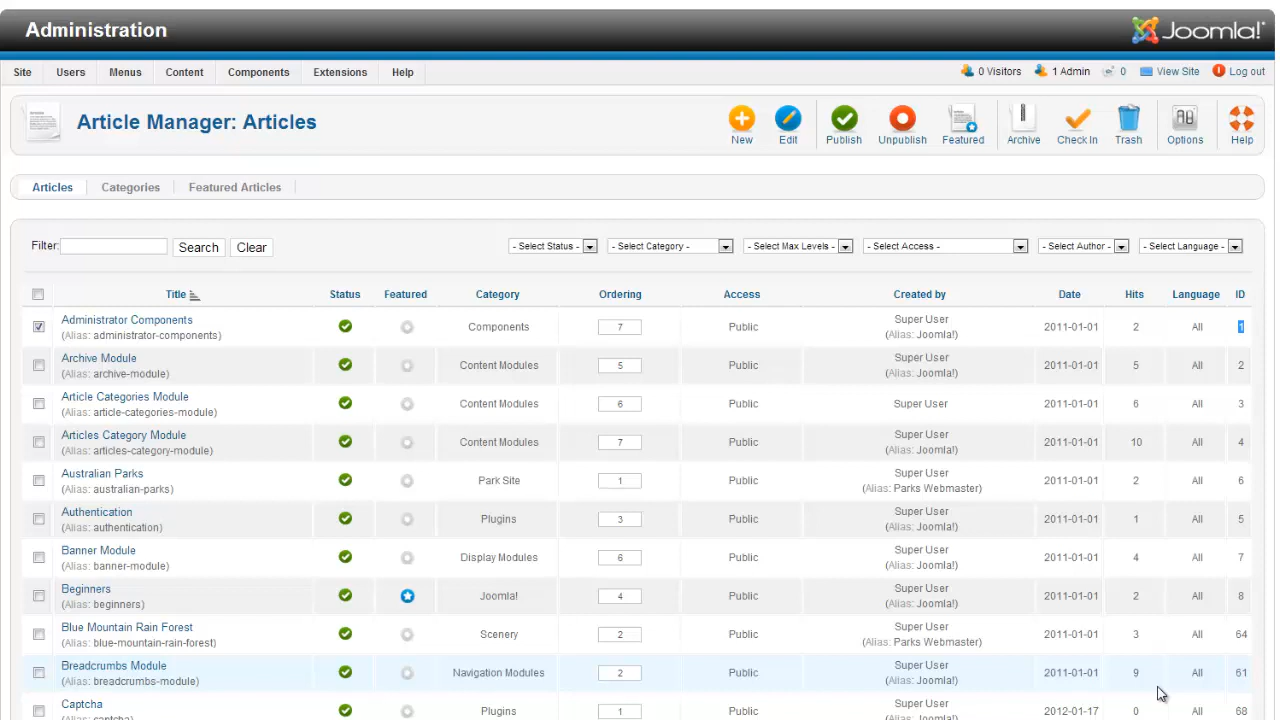 Administration
Joomla!
Site Users Menus Content Components Extensions Help
0 Visitors 1 Admin 0 View Site Log out
Article Manager: Articles
New Edit Publish Unpublish Featured Archive Check In Trash Options Help
Articles Categories Featured Articles
Filter: Search Clear - Select Status - - Select Category - - Select Max Levels - - Select Access - - Select Author - - Select Language -
Title Status Featured Category Ordering Access Created by Date Hits Language ID
Administrator Components Components 7 Public Super User 2011-01-01 2 All 1
(Alias: administrator-components) (Alias: Joomla!)
Archive Module Content Modules 5 Public Super User 2011-01-01 5 All 2
(Alias: archive-module) (Alias: Joomla!)
Article Categories Module Content Modules 6 Public Super User 2011-01-01 6 All 3
(Alias: article-categories-module)
Articles Category Module Content Modules 7 Public Super User 2011-01-01 10 All 4
(Alias: articles-category-module) (Alias: Joomla!)
Australian Parks Park Site 1 Public Super User 2011-01-01 2 All 6
(Alias: australian-parks) (Alias: Parks Webmaster)
Authentication Plugins 3 Public Super User 2011-01-01 1 All 5
(Alias: authentication) (Alias: Joomla!)
Banner Module Display Modules 6 Public Super User 2011-01-01 4 All 7
(Alias: banner-module) (Alias: Joomla!)
Beginners Joomla! 4 Public Super User 2011-01-01 2 All 8
(Alias: beginners) (Alias: Joomla!)
Blue Mountain Rain Forest Scenery 2 Public Super User 2011-01-01 3 All 64
(Alias: blue-mountain-rain-forest) (Alias: Parks Webmaster)
Breadcrumbs Module Navigation Modules 2 Public Super User 2011-01-01 9 All 61
(Alias: breadcrumbs-module) (Alias: Joomla!)
Captcha Plugins 1 Public Super User 2012-01-17 0 All 68
(Alias: captcha) (Alias: Joomla!)